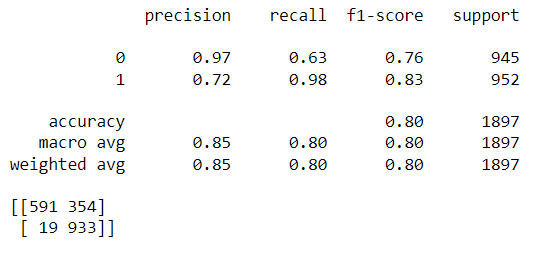 precision recall f1-score support
0 0.97 0.63 0.76 945
1 0.72 0.98 0.83 952
accuracy 0.80 1897
macro avg 0.85 0.80 0.80 1897
weighted avg 0.85 0.80 0.80 1897
[[591 354]
[ 19 933]]